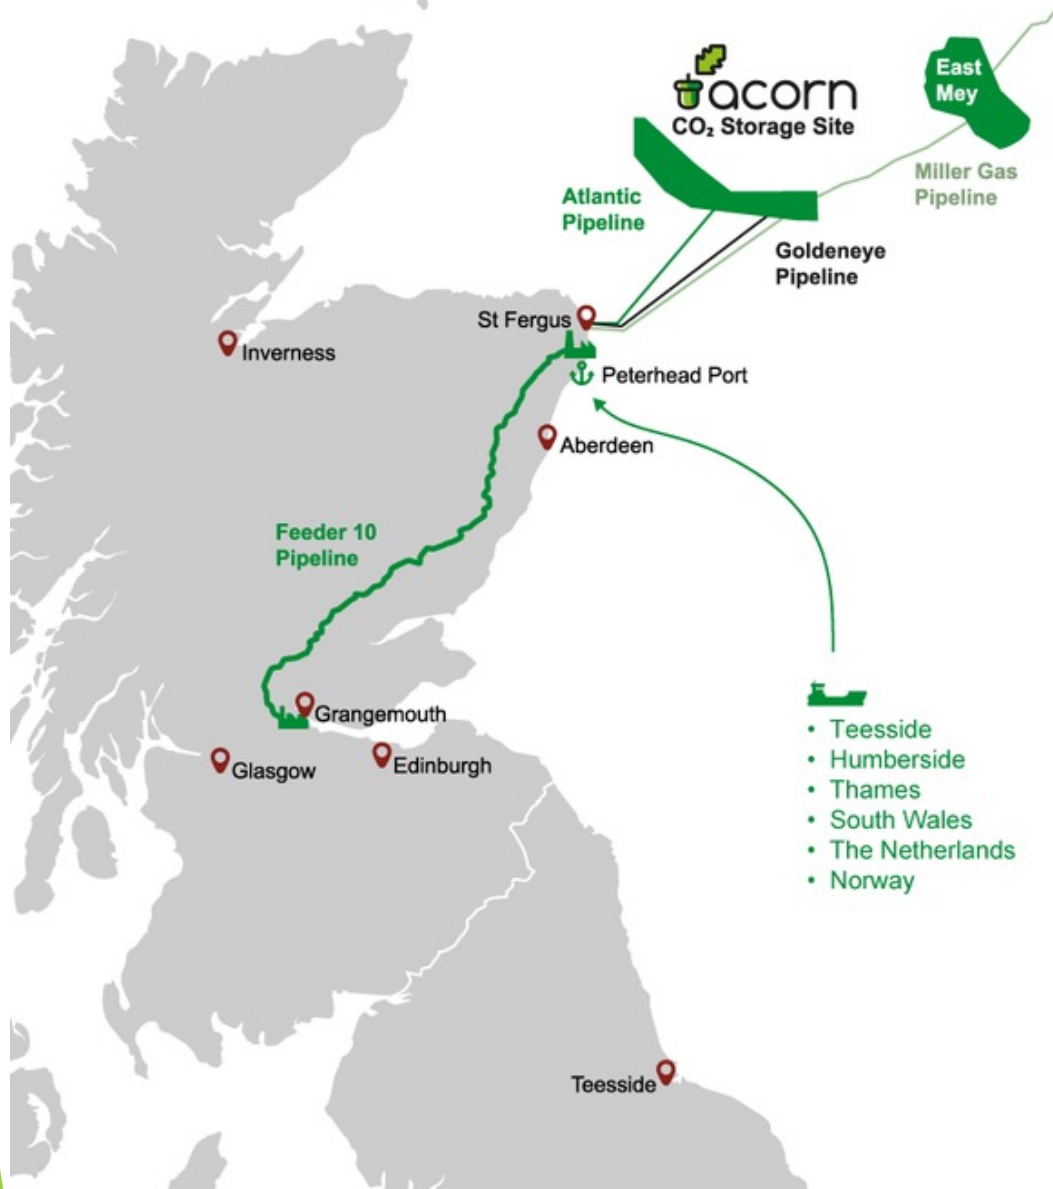 acorn
CO₂ Storage Site
East
Mey
Miller Gas
Pipeline
Atlantic
Pipeline
Goldeneye
Pipeline
St Fergus
Inverness
Peterhead Port
Aberdeen
Feeder 10
Pipeline
Grangemouth
Glasgow
Edinburgh
• Teesside
• Humberside
• Thames
• South Wales
• The Netherlands
• Norway
Teesside